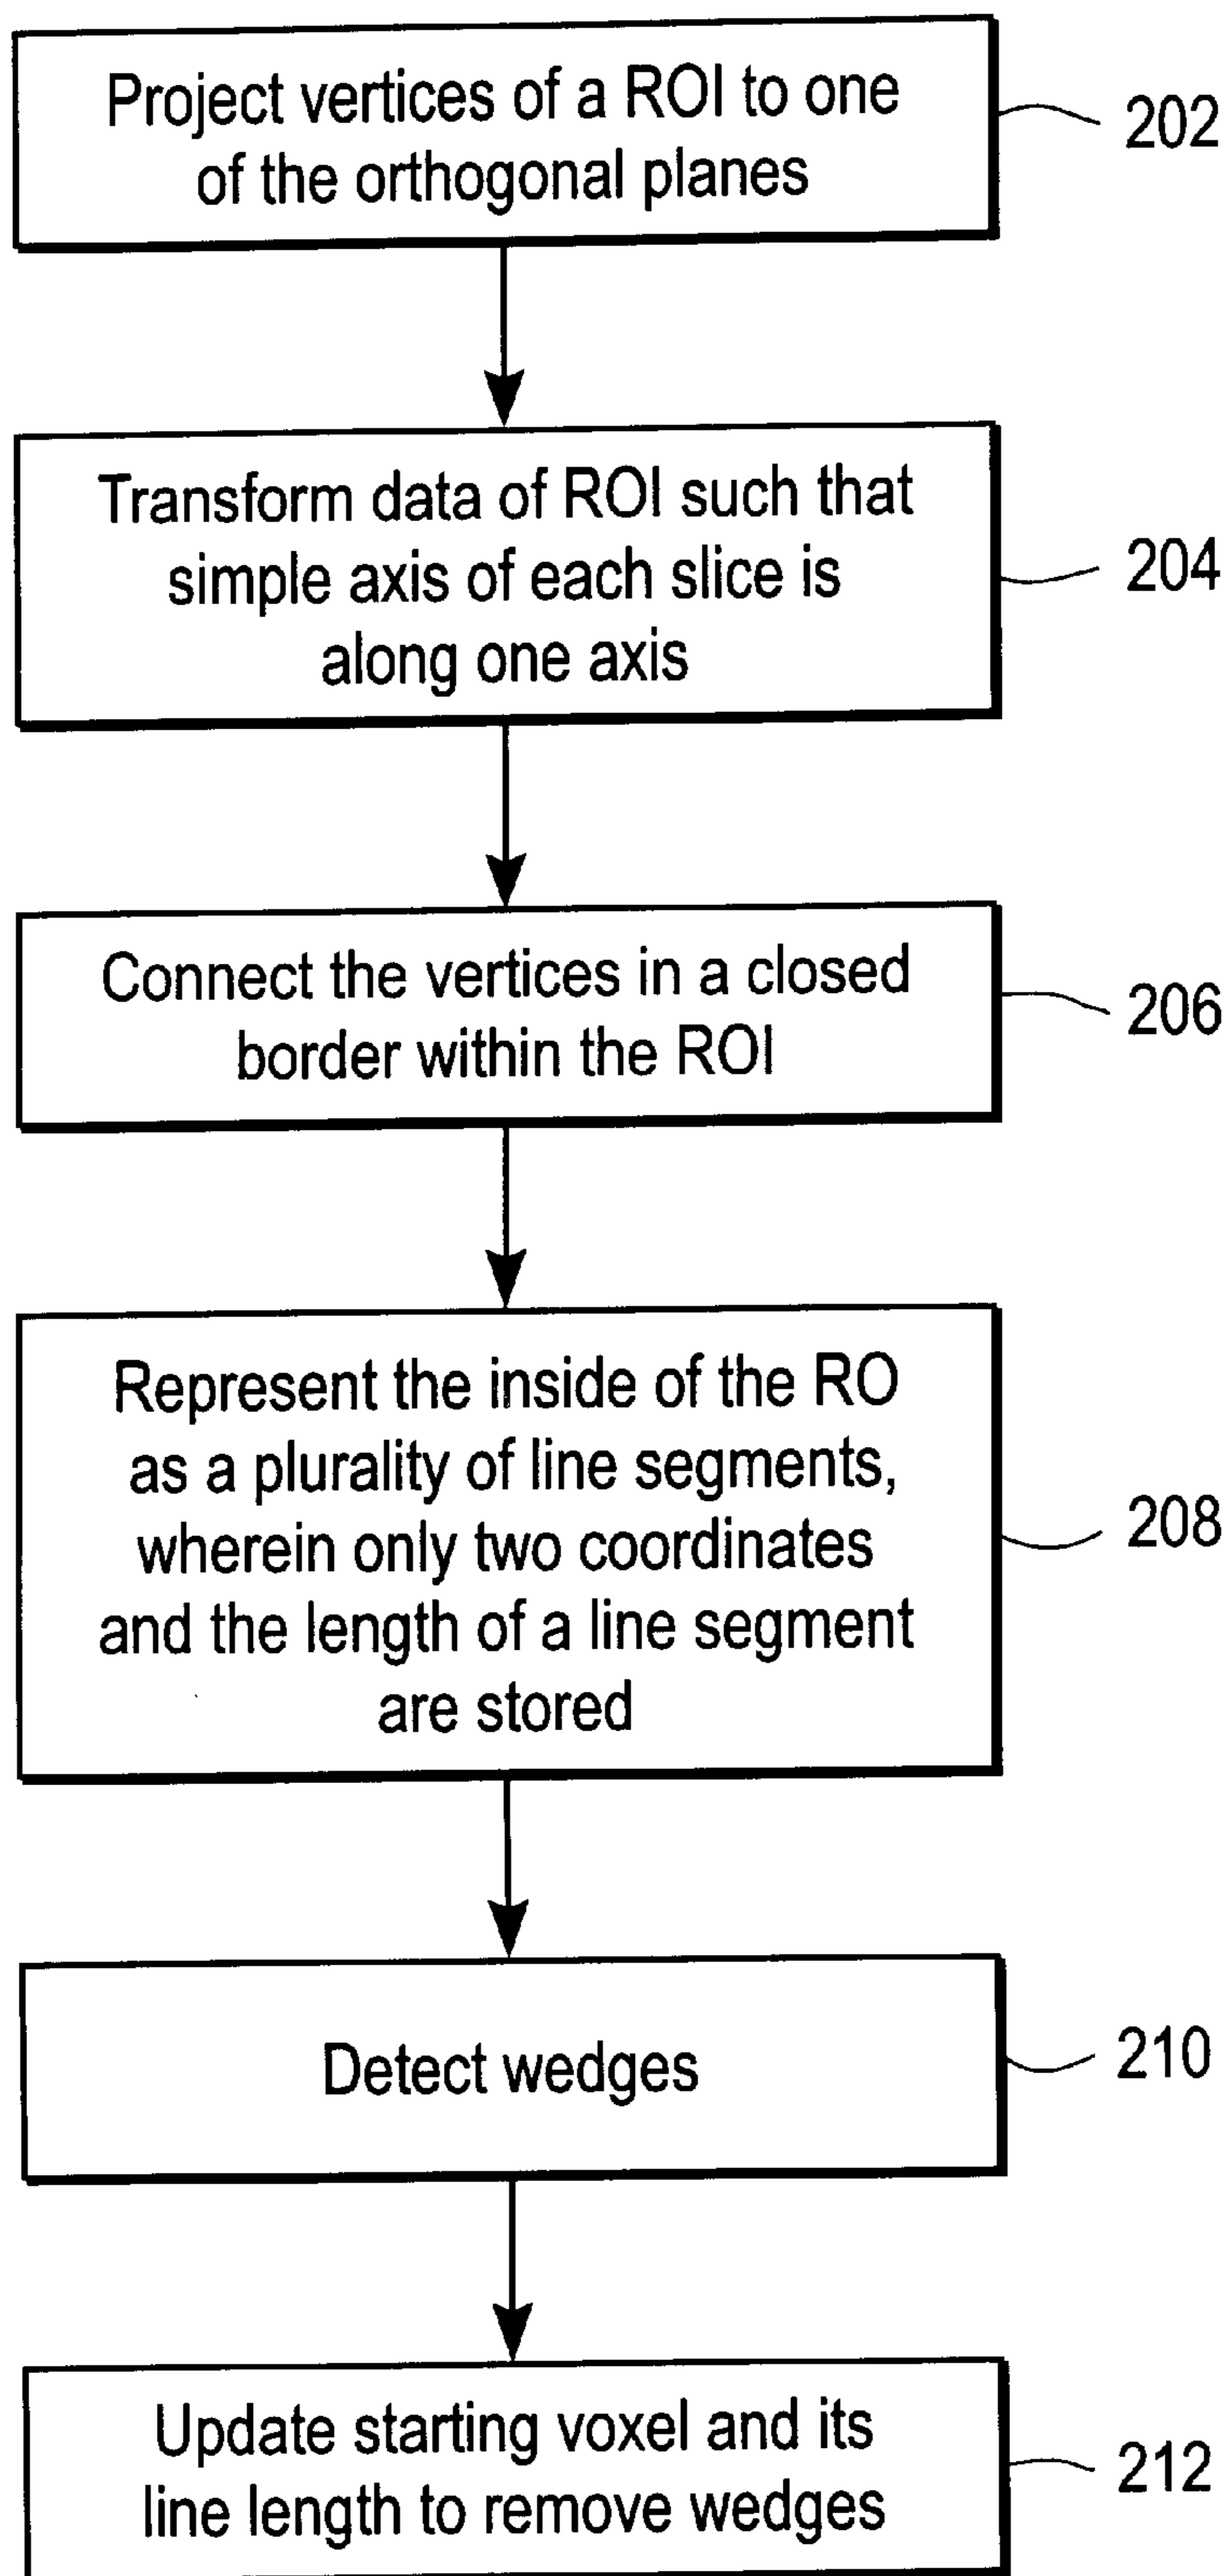 Project vertices of a ROI to one
of the orthogonal planes
202
Transform data of ROI such that
simple axis of each slice is
along one axis
204
Connect the vertices in a closed
border within the ROI
206
Represent the inside of the RO
as a plurality of line segments,
wherein only two coordinates
and the length of a line segment
are stored
208
Detect wedges
210
Update starting voxel and its
line length to remove wedges
212